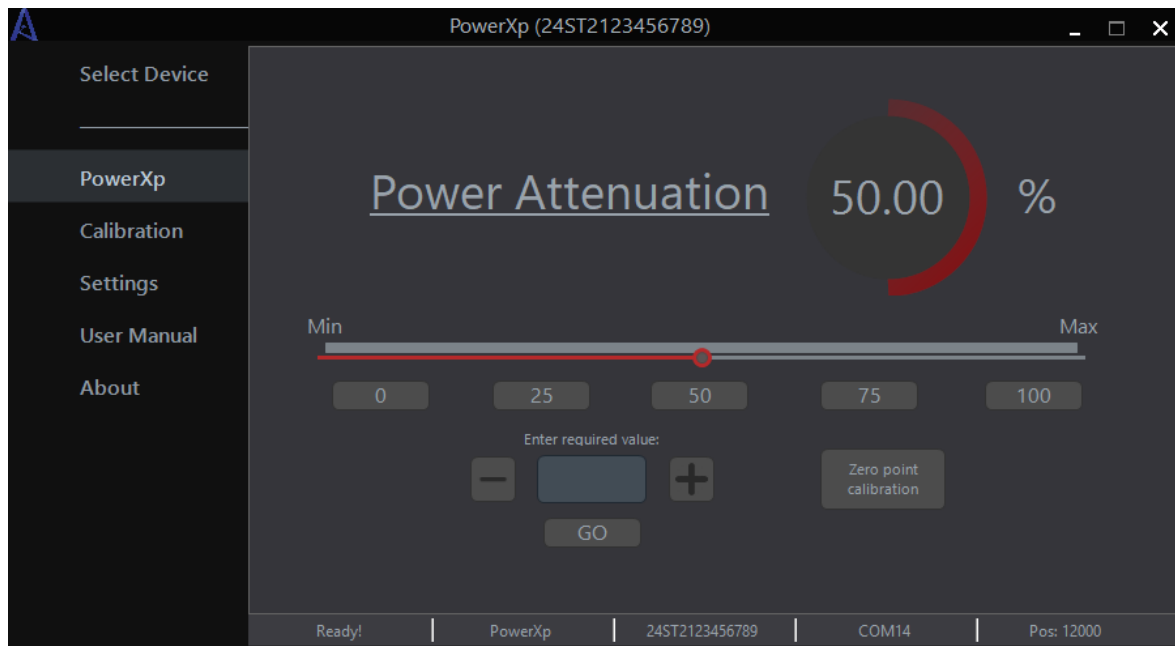 PowerXp (24ST2123456789)
Select Device
PowerXp
Calibration
Settings
User Manual
About
Power Attenuation 50.00 %
Min Max
0 25 50 75 100
Enter required value:
Zero point
calibration
GO
Ready! PowerXp 24ST2123456789 COM14 Pos: 12000